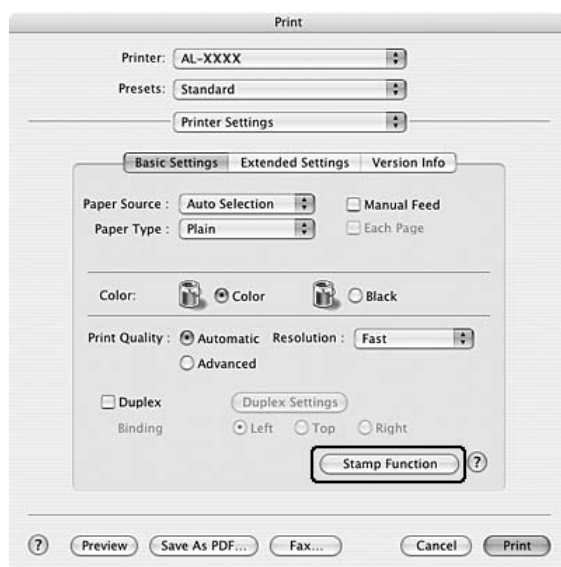 Print
Printer: AL-XXXX
Presets: Standard
Printer Settings
Basic Settings Extended Settings Version Info
Paper Source : Auto Selection Manual Feed
Paper Type : Plain Each Page
Color: Color Black
Print Quality : Automatic Resolution : Fast
Advanced
Duplex Duplex Settings
Binding Left Top Right
Stamp Function ?
? Preview Save As PDF... Fax... Cancel Print